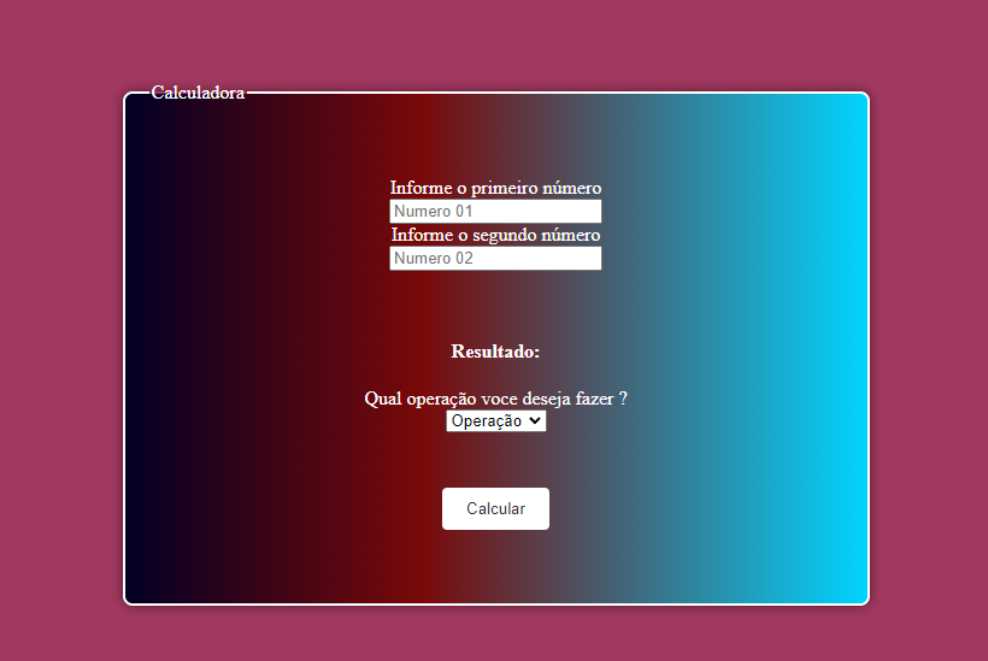 Calculadora
Informe o primeiro número
Numero 01
Informe o segundo número
Numero 02
Resultado:
Qual operação voce deseja fazer ?
Operação
Calcular